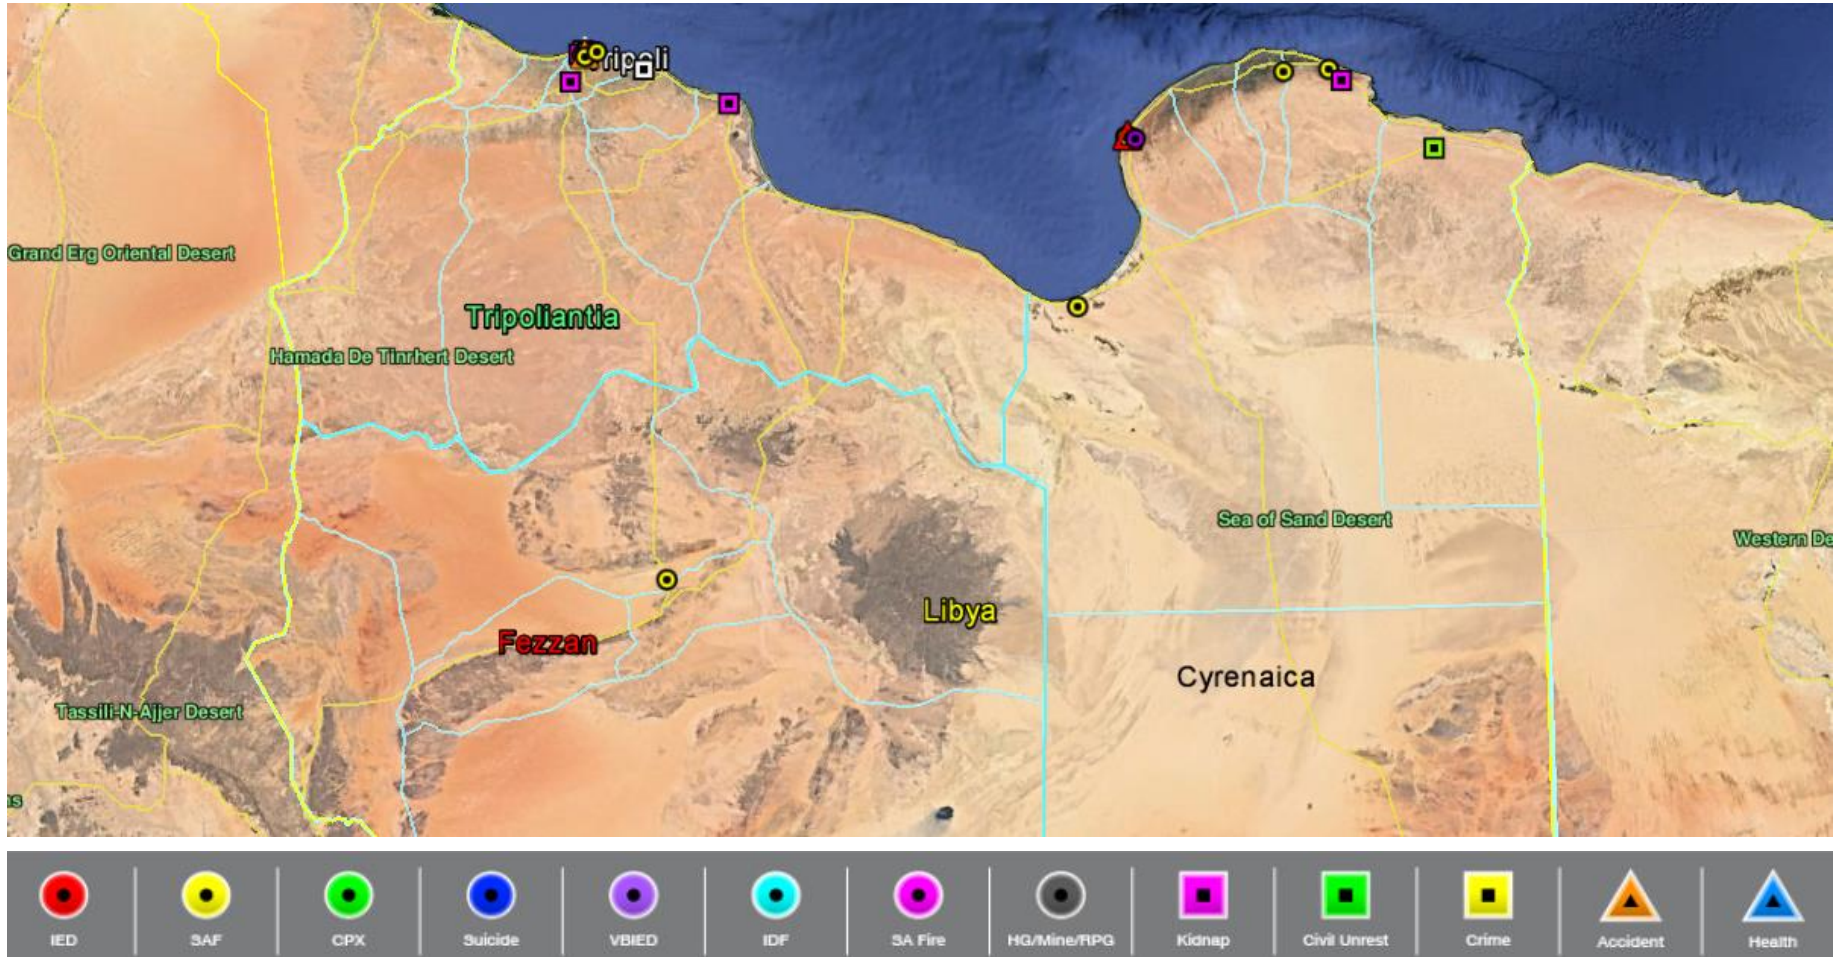 Tripoli
Grand Erg Oriental Desert
Tripoliantia
Hamada De Tinrhert Desert
Sea of Sand Desert
Western De
Libya
Fezzan
Cyrenaica
Tassili-N-Ajjer Desert
as
IED
SAF
CPX
Suicide
VBIED
IDF
SA Fire
HG/Mine/RPG
Kidnap
Civil Unrest
Crime
Accident
Health